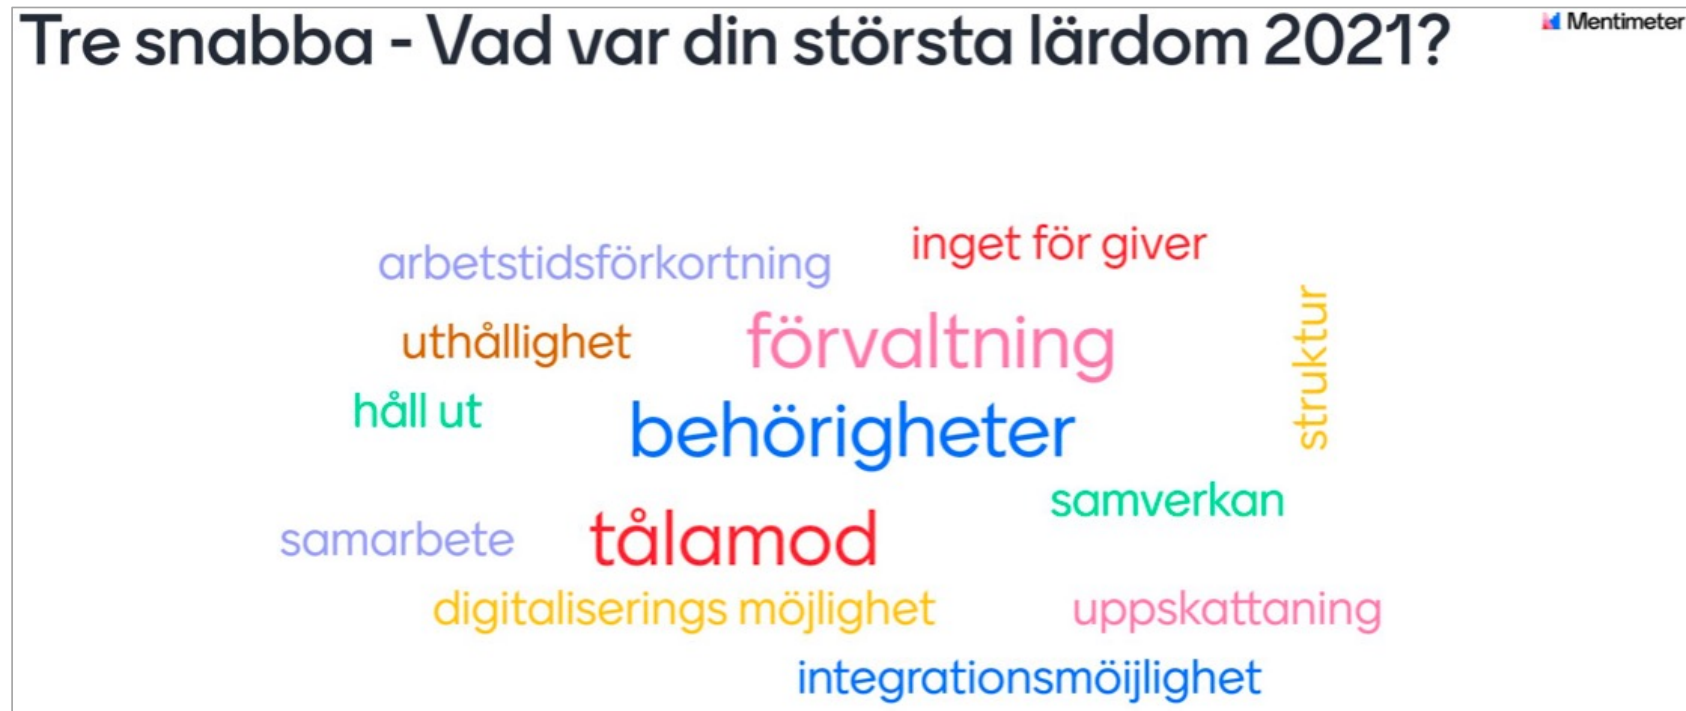 Tre snabba - Vad var din största lärdom 2021?
Mentimeter
inget för giver
arbetstidsförkortning
struktur
uthållighet
förvaltning
håll ut
behörigheter
samverkan
samarbete
tålamod
digitaliserings möjlighet
uppskattaning
integrationsmöijlighet